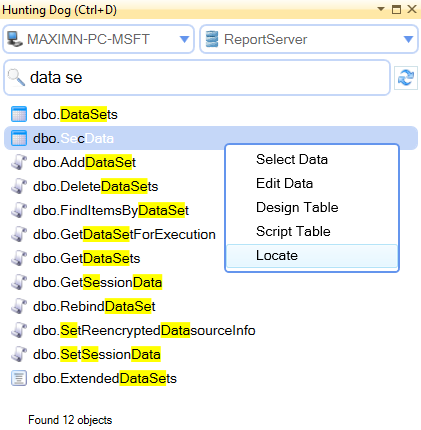 Hunting Dog (Ctrl+D)
MAXIMN-PC-MSFT ReportServer
data se
dbo.DataSets
dbo.SecData
dbo.AddDataSet
dbo.DeleteDataSets
dbo.FindItemsByDataSet
dbo.GetDataSetForExecution
dbo.GetDataSets
dbo.GetSessionData
dbo.RebindDataSet
dbo.SetReencryptedDatasourceInfo
dbo.SetSessionData
dbo.ExtendedDataSets
Select Data
Edit Data
Design Table
Script Table
Locate
Found 12 objects